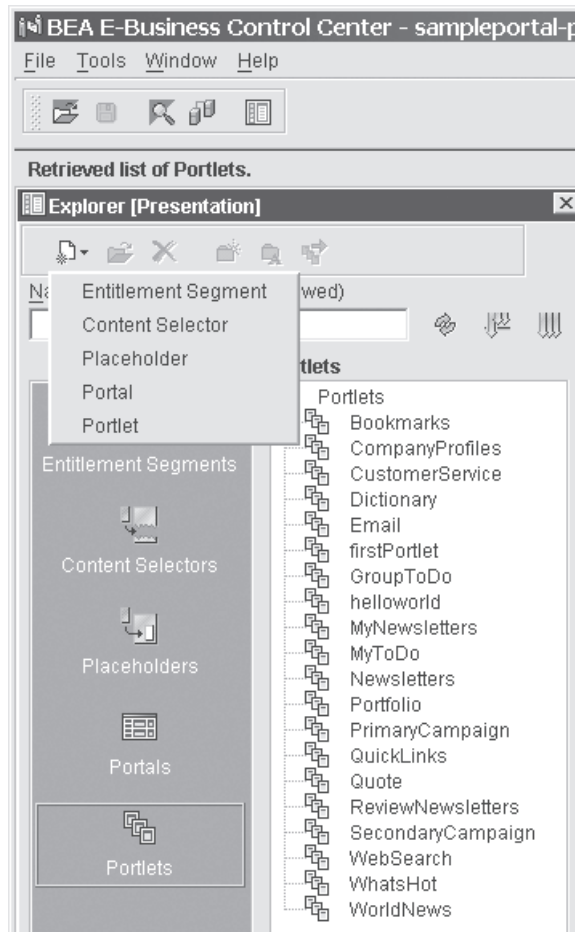 BEA E-Business Control Center - sampleportal-p
File Tools Window Help
Retrieved list of Portlets.
Explorer [Presentation]
Entitlement Segment
Content Selector
Placeholder
Portal
Portlet
wed)
tlets
Entitlement Segments
Content Selectors
Placeholders
Portals
Portlets
Portlets
Bookmarks
CompanyProfiles
CustomerService
Dictionary
Email
firstPortlet
GroupToDo
helloworld
MyNewsletters
MyToDo
Newsletters
Portfolio
PrimaryCampaign
QuickLinks
Quote
ReviewNewsletters
SecondaryCampaign
WebSearch
WhatsHot
WorldNews